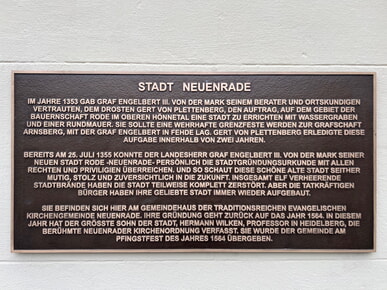 STADT NEUENRADE
IM JAHRE 1353 GAB GRAF ENGELBERT III. VON DER MARK SEINEM BERATER UND ORTSKUNDIGEN
VERTRAUTEN, DEM DROSTEN GERT VON PLETTENBERG, DEN AUFTRAG, AUF DEM GEBIET DER
BAUERNSCHAFT RODE IM OBEREN HÖNNETAL EINE STADT ZU ERRICHTEN MIT WASSERGRABEN
UND EINER RUNDMAUER. SIE SOLLTE EINE WEHRHAFTE GRENZFESTE WERDEN ZUR GRAFSCHAFT
ARNSBERG, MIT DER GRAF ENGELBERT IN FEHDE LAG. GERT VON PLETTENBERG ERLEDIGTE DIESE
AUFGABE INNERHALB VON ZWEI JAHREN.
BEREITS AM 25. JULI 1355 KONNTE DER LANDESHERR GRAF ENGELBERT III. VON DER MARK SEINER
NEUEN STADT RODE -NEUENRADE- PERSÖNLICH DIE STADTGRÜNDUNGSURKUNDE MIT ALLEN
RECHTEN UND PRIVILIGIEN ÜBERREICHEN. UND SO SCHAUT DIESE SCHÖNE ALTE STADT SEITHER
MUTIG, STOLZ UND ZUVERSICHTLICH IN DIE ZUKUNFT. INSGESAMT ELF VERHEERENDE
STADTBRÄNDE HABEN DIE STADT TEILWEISE KOMPLETT ZERSTÖRT. ABER DIE TATKRÄFTIGEN
BÜRGER HABEN IHRE GELIEBTE STADT IMMER WIEDER AUFGEBAUT.
SIE BEFINDEN SICH HIER AM GEMEINDEHAUS DER TRADITIONSREICHEN EVANGELISCHEN
KIRCHENGEMEINDE NEUENRADE. IHRE GRÜNDUNG GEHT ZURÜCK AUF DAS JAHR 1564. IN DIESEM
JAHR HAT DER GRÖSSTE SOHN DER STADT, HERMANN WILKEN, PROFESSOR IN HEIDELBERG, DIE
BERÜHMTE NEUENRADER KIRCHENORDNUNG VERFASST. SIE WURDE DER GEMEINDE AM
PFINGSTFEST DES JAHRES 1564 ÜBERGEBEN.